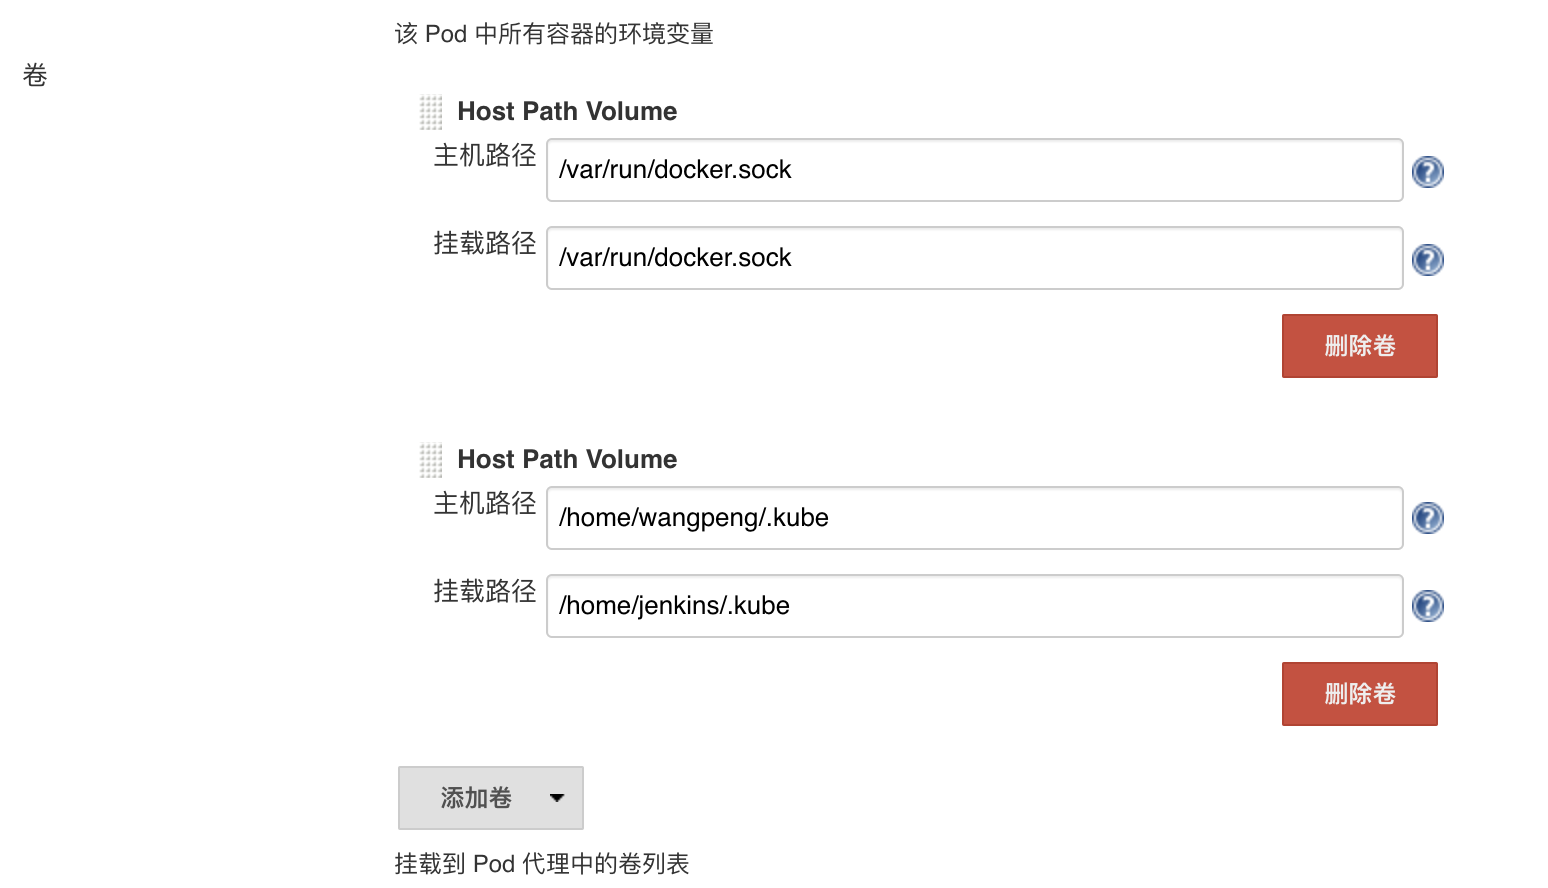 该 Pod 中所有容器的环境变量
卷
Host Path Volume
主机路径 /var/run/docker.sock
挂载路径 /var/run/docker.sock
删除卷
Host Path Volume
主机路径 /home/wangpeng/.kube
挂载路径 /home/jenkins/.kube
删除卷
添加卷
挂载到 Pod 代理中的卷列表